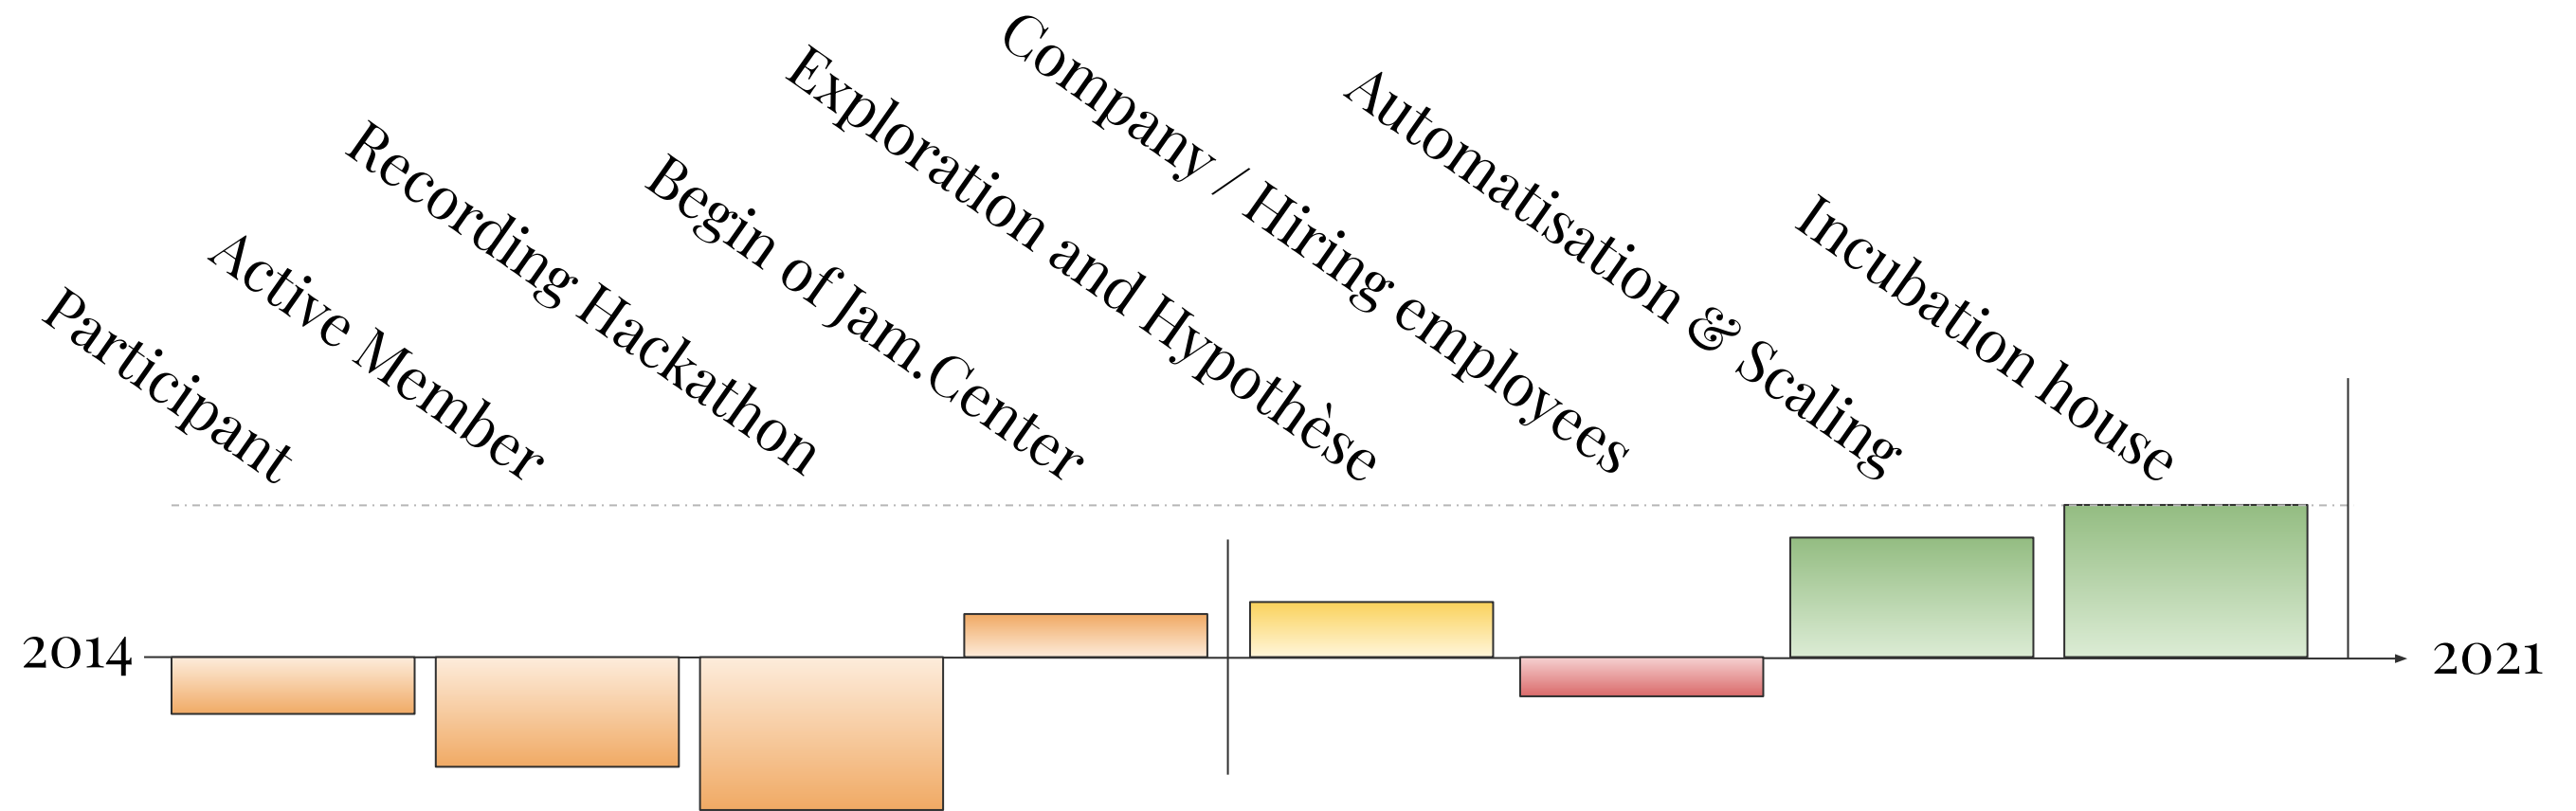 Participant
Active Member
Recording Hackathon
Begin of Jam.Center
Exploration and Hypothèse
Company / Hiring employees
Automatisation & Scaling
Incubation house
2014
2021